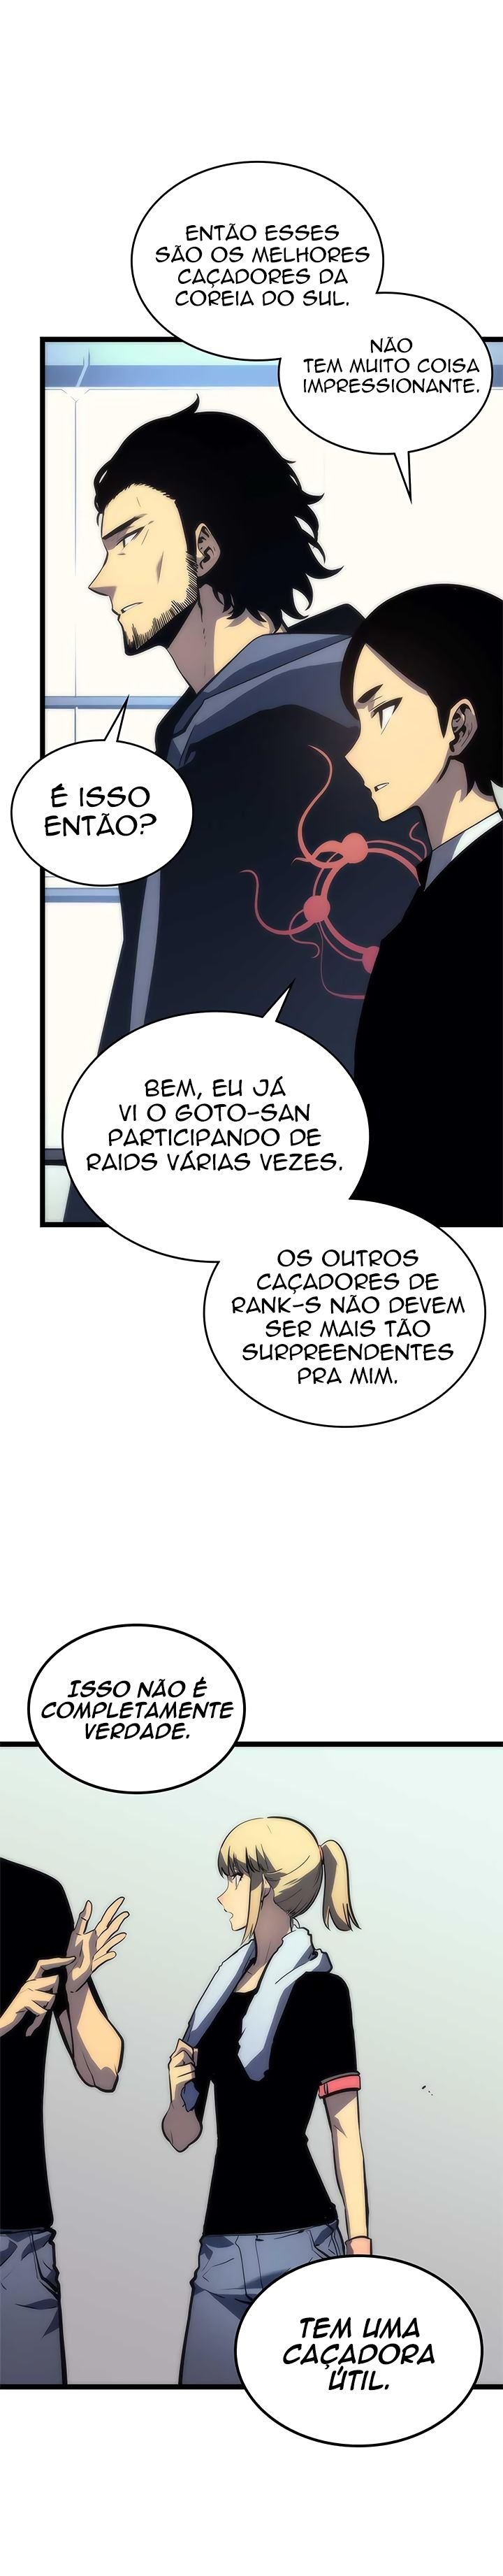 ENTÃO ESSES
SÃO OS MELHORES
CAÇADORES DA
COREIA DO SUL.
NÃO
TEM MUITO COISA
IMPRESSIONANTE.
É ISSO
ENTÃO?
BEM, EU JÁ
VI O GOTO-SAN
PARTICIPANDO DE
RAIDS VÁRIAS VEZES.
OS OUTROS
CAÇADORES DE
RANK-S NÃO DEVEM
SER MAIS TÃO
SURPREENDENTES
PRA MIM.
ISSO NÃO É
COMPLETAMENTE
VERDADE.
TEM UMA
CAÇADORA
ÚTIL.